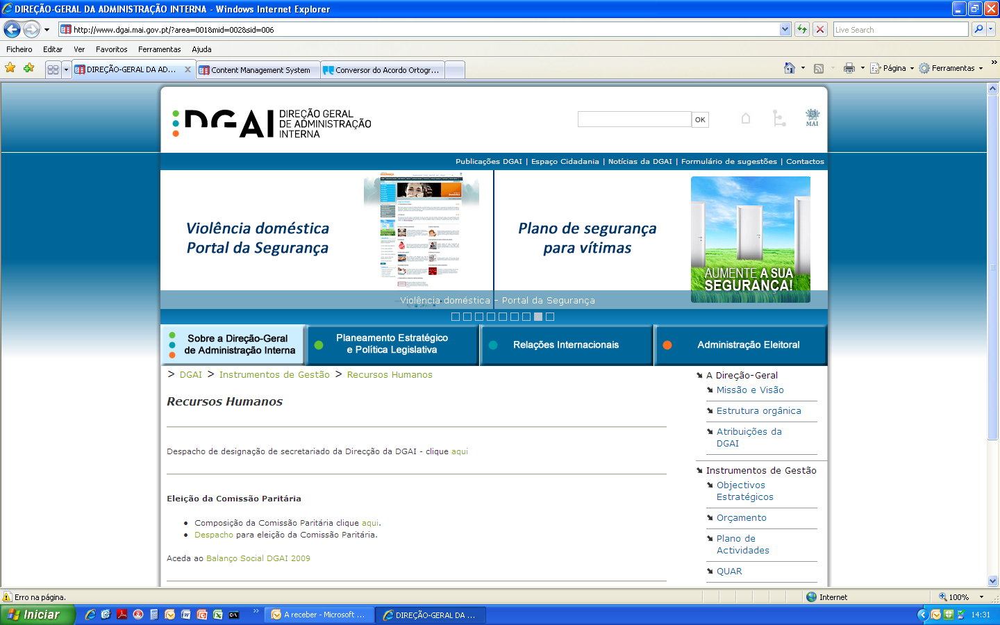 DIREÇÃO-GERAL DA ADMINISTRAÇÃO INTERNA - Windows Internet Explorer
http://www.dgai.mai.gov.pt/?area=001&mid=002&sid=006
Live Search
Ficheiro Editar Ver Favoritos Ferramentas Ajuda
DIREÇÃO-GERAL DA AD...
Content Management System
Conversor do Acordo Ortogr...
Página
Ferramentas
DGAI
DIREÇÃO GERAL
DE ADMINISTRAÇÃO
INTERNA
OK
MAI
Publicações DGAI | Espaço Cidadania | Notícias da DGAI | Formulário de sugestões | Contactos
Violência doméstica
Portal da Segurança
Plano de segurança
para vítimas
AUMENTE A SUA
SEGURANÇA!
Violência doméstica - Portal da Segurança
Sobre a Direção-Geral
de Administração Interna
Planeamento Estratégico
e Política Legislativa
Relações Internacionais
Administração Eleitoral
> DGAI > Instrumentos de Gestão > Recursos Humanos
Recursos Humanos
Despacho de designação de secretariado da Direcção da DGAI - clique aqui
Eleição da Comissão Paritária
Composição da Comissão Paritária clique aqui.
Despacho para eleição da Comissão Paritária.
Aceda ao Balanço Social DGAI 2009
A Direção-Geral
Missão e Visão
Estrutura orgânica
Atribuições da
DGAI
Instrumentos de Gestão
Objectivos
Estratégicos
Orçamento
Plano de
Actividades
QUAR
Erro na página.
Internet
100%
Iniciar
A receber - Microsoft ...
DIREÇÃO-GERAL DA ...
14:31